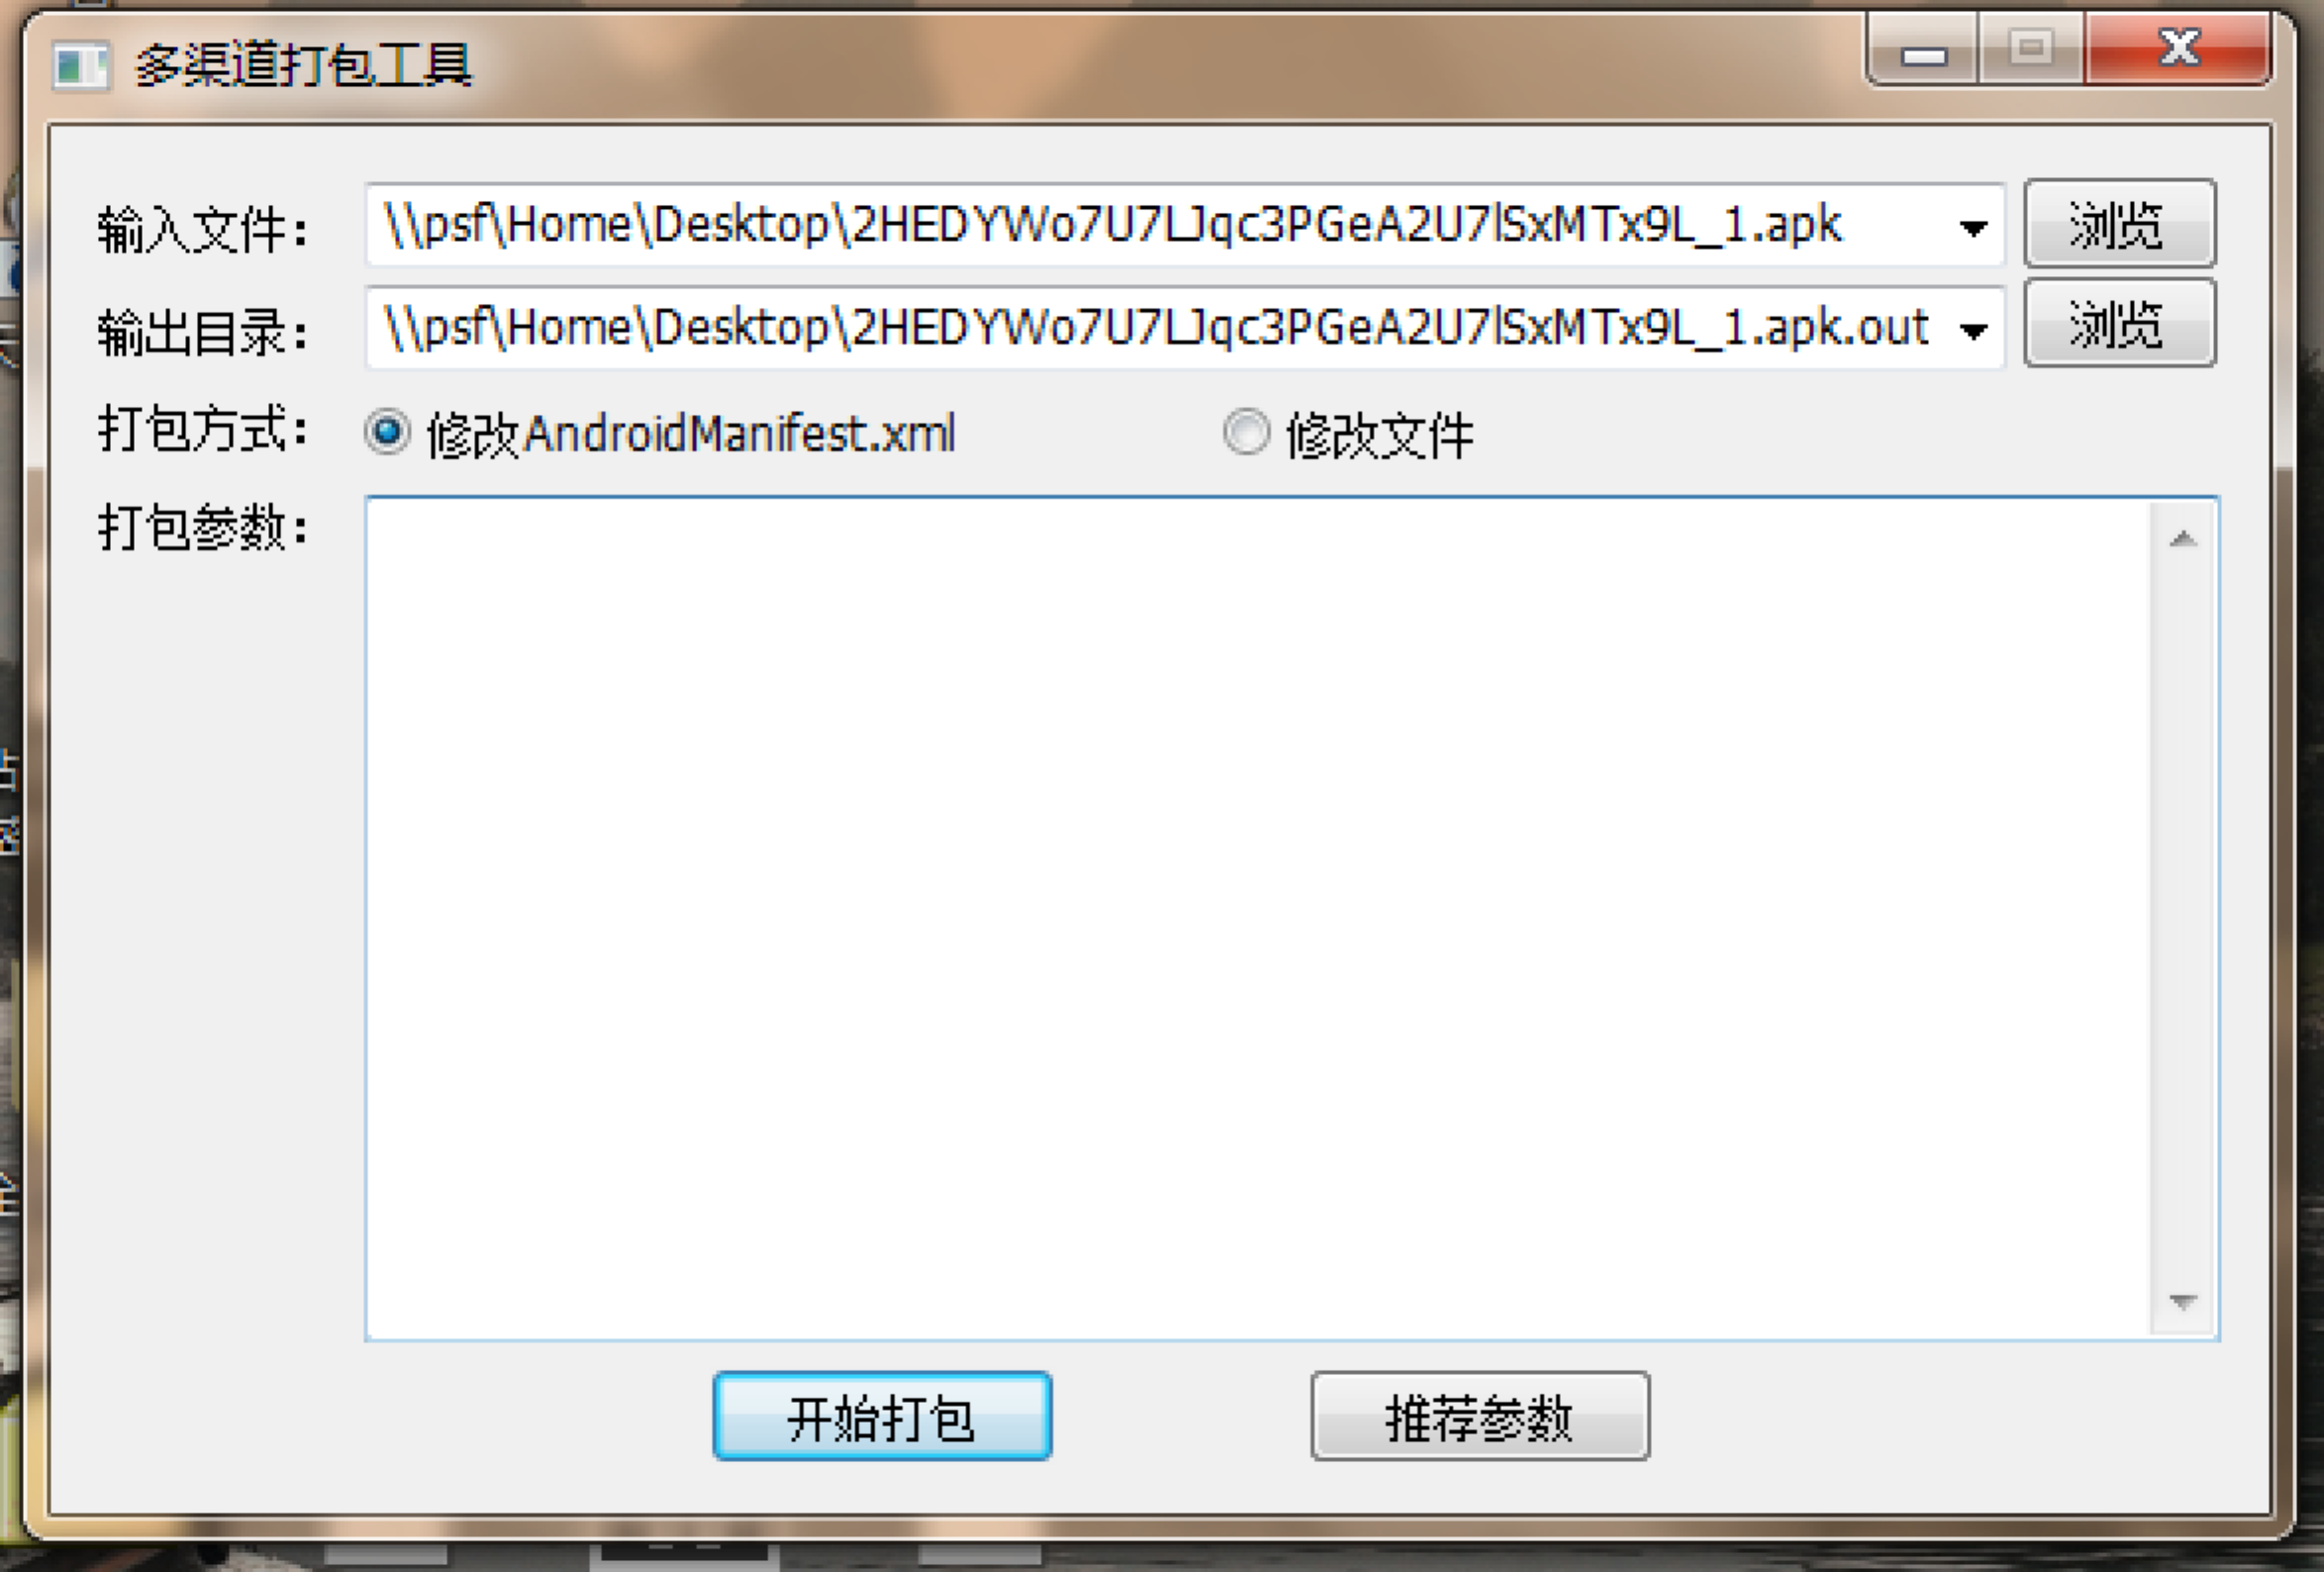 多渠道打包工具
输入文件: \\psf\Home\Desktop\2HEDYWo7U7LJqc3PGeA2U7lSxMTx9L_1.apk 浏览
输出目录: \\psf\Home\Desktop\2HEDYWo7U7LJqc3PGeA2U7lSxMTx9L_1.apk.out 浏览
打包方式: 修改AndroidManifest.xml 修改文件
打包参数:
开始打包 推荐参数